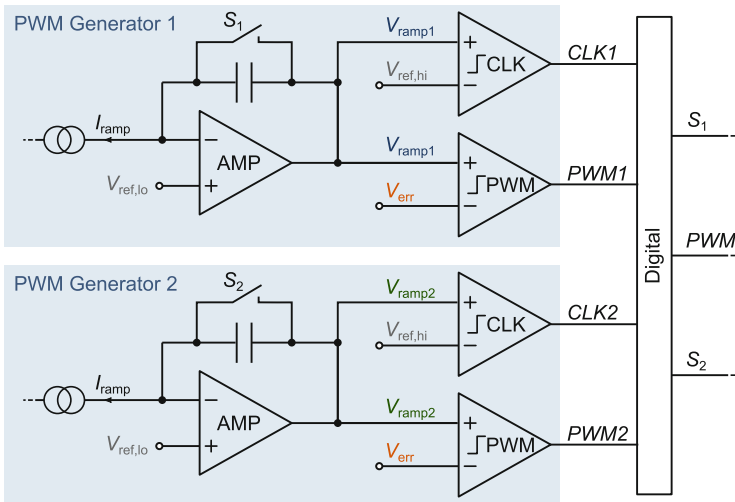 PWM Generator 1
S1
Vramp1
CLK1
+
CLK
Vref,hi
−
Iramp
−
AMP
Vramp1
+
PWM1
PWM
Vref,lo
+
Verr
−
S1
PWM
Digital
S2
PWM Generator 2
S2
Vramp2
CLK2
+
CLK
Vref,hi
−
Iramp
−
AMP
Vramp2
+
PWM2
PWM
Vref,lo
+
Verr
−